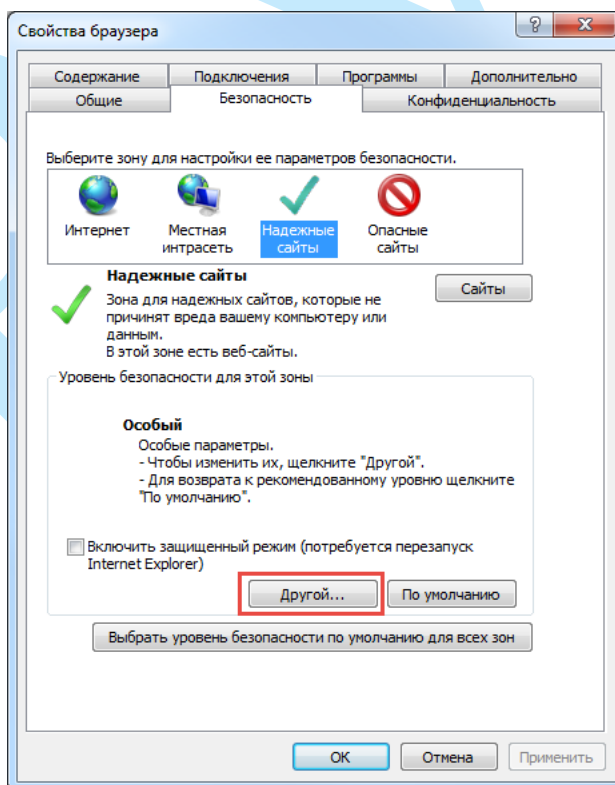 Свойства браузера
Содержание Подключения Программы Дополнительно
Общие Безопасность Конфиденциальность
Выберите зону для настройки ее параметров безопасности.
Интернет Местная интрасеть Надежные сайты Опасные сайты
Надежные сайты
Сайты
Зона для надежных сайтов, которые не
причинят вреда вашему компьютеру или
данным.
В этой зоне есть веб-сайты.
Уровень безопасности для этой зоны
Особый
Особые параметры.
- Чтобы изменить их, щелкните "Другой".
- Для возврата к рекомендованному уровню щелкните
"По умолчанию".
Включить защищенный режим (потребуется перезапуск
Internet Explorer)
Другой... По умолчанию
Выбрать уровень безопасности по умолчанию для всех зон
ОК Отмена Применить